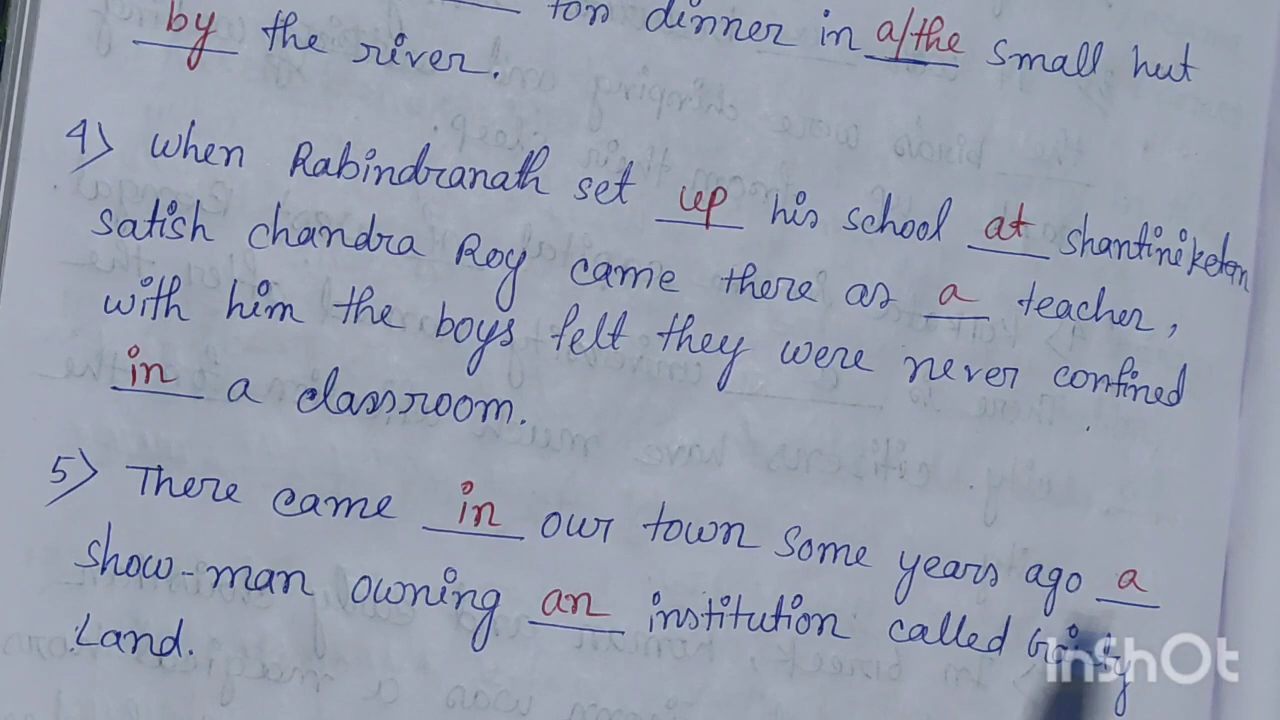 for dinner in a/the small hut
by the river.
4) When Rabindranath set up his school at shantiniketan
satish chandra Roy came there as a teacher,
with him the boys felt they were never confined
in a classroom.
5) There came in our town some years ago a
show-man owning an institution called
Land.
InShOt